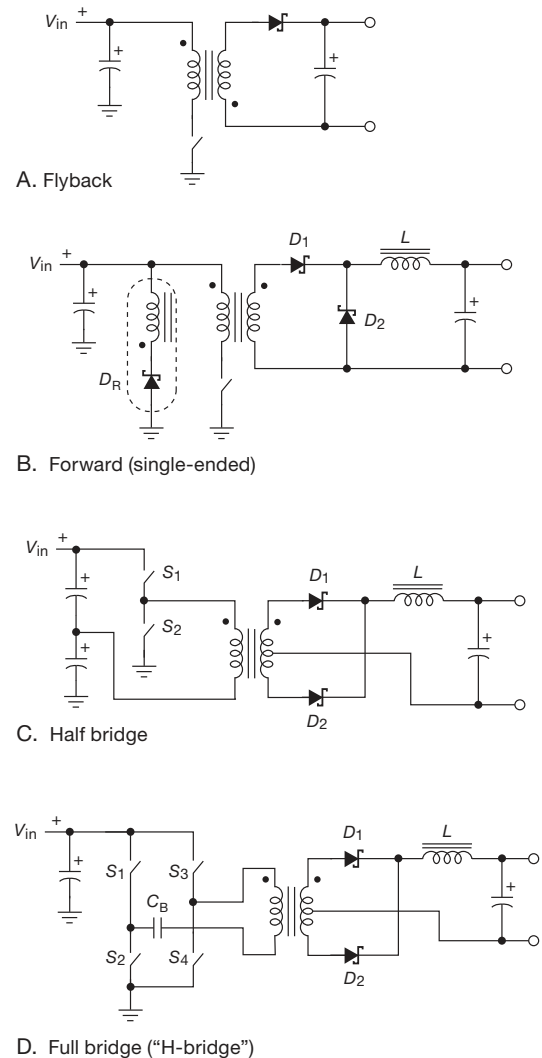 Vin +
+
+
A. Flyback
D1 L
Vin +
+
D2
+
DR
B. Forward (single-ended)
Vin +
S1
D1 L
+
S2
+
+
D2
C. Half bridge
Vin +
D1 L
S1 S3
+
CB
+
S2 S4
D2
D. Full bridge (“H-bridge”)